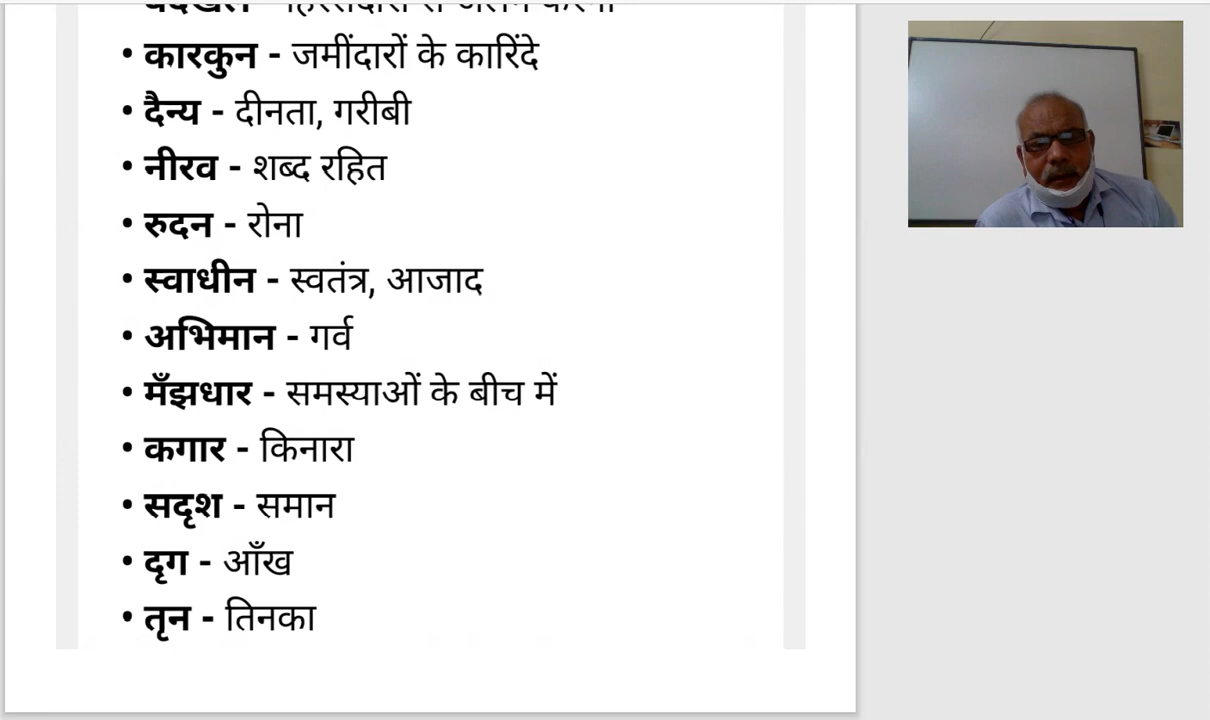 • कारकुन - जमींदारों के कारिंदे
• दैन्य - दीनता, गरीबी
• नीरव - शब्द रहित
• रुदन - रोना
• स्वाधीन - स्वतंत्र, आजाद
• अभिमान - गर्व
• मँझधार - समस्याओं के बीच में
• कगार - किनारा
• सदृश - समान
• दृग - आँख
• तृन - तिनका